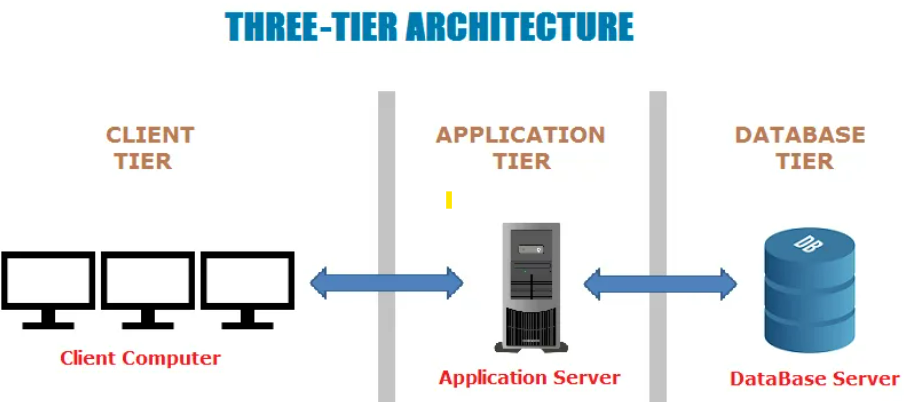 THREE-TIER ARCHITECTURE
CLIENT
TIER
APPLICATION
TIER
DATABASE
TIER
DB
Client Computer
Application Server
DataBase Server